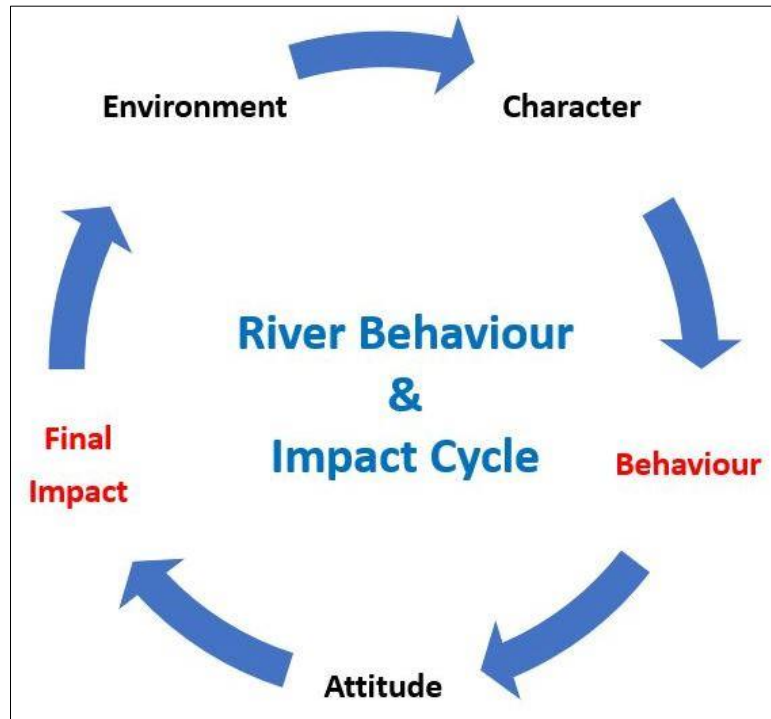 Environment
Character
River Behaviour
&
Impact Cycle
Final
Impact
Behaviour
Attitude